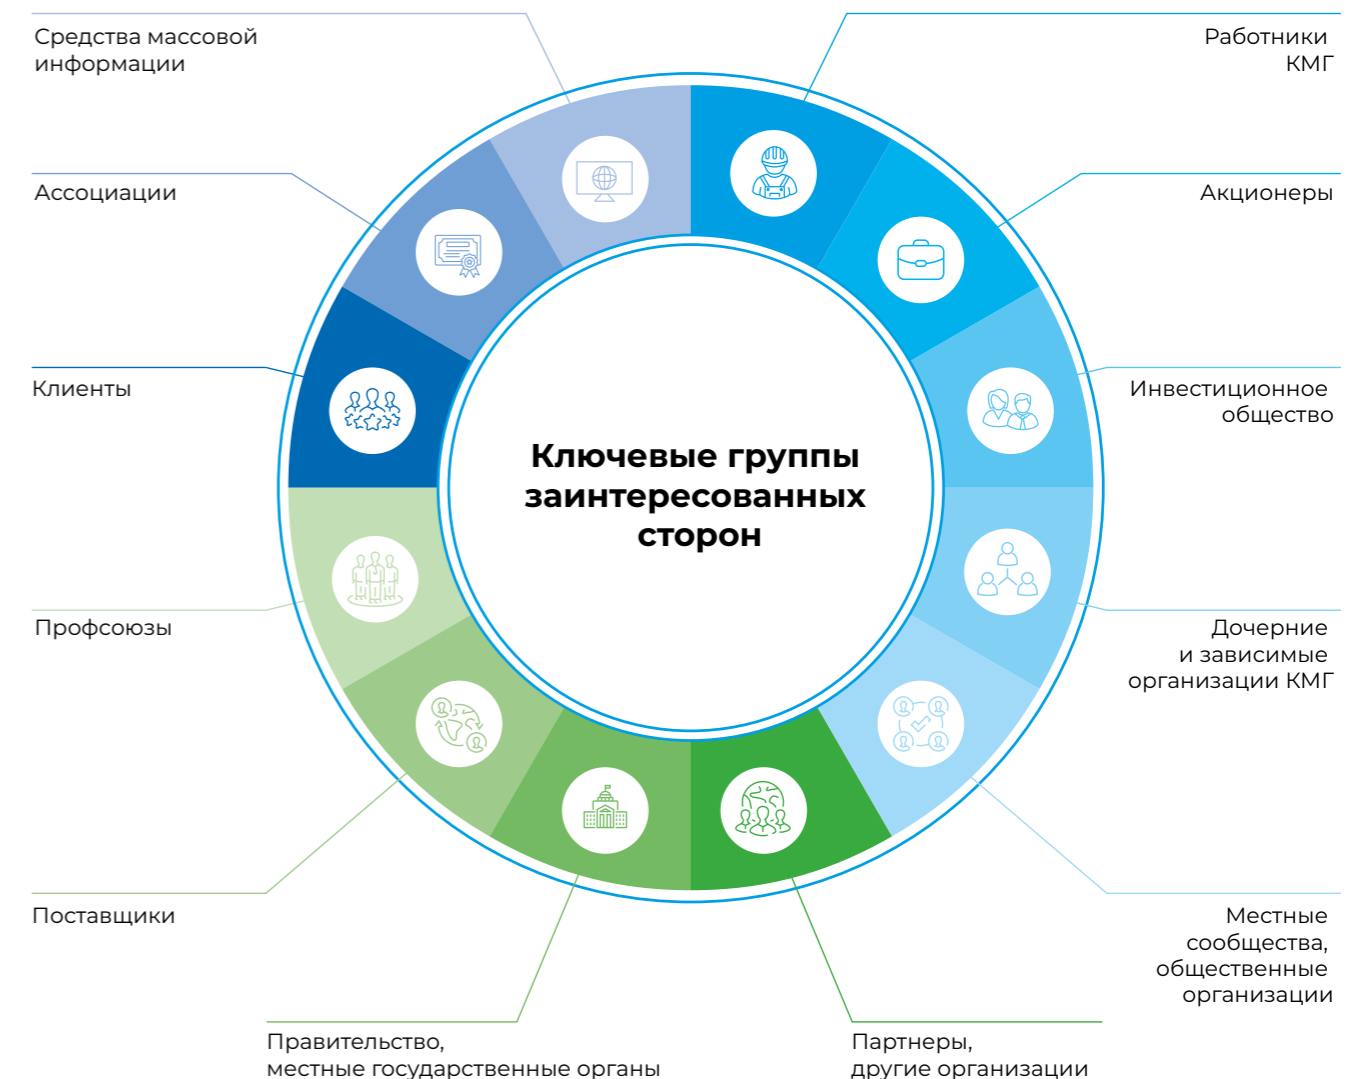 Средства массовой
информации
Работники
КМГ
Ассоциации
Акционеры
Клиенты
Инвестиционное
общество
Ключевые группы
заинтересованных
сторон
Профсоюзы
Дочерние
и зависимые
организации КМГ
Поставщики
Местные
сообщества,
общественные
организации
Правительство,
местные государственные органы
Партнеры,
другие организации